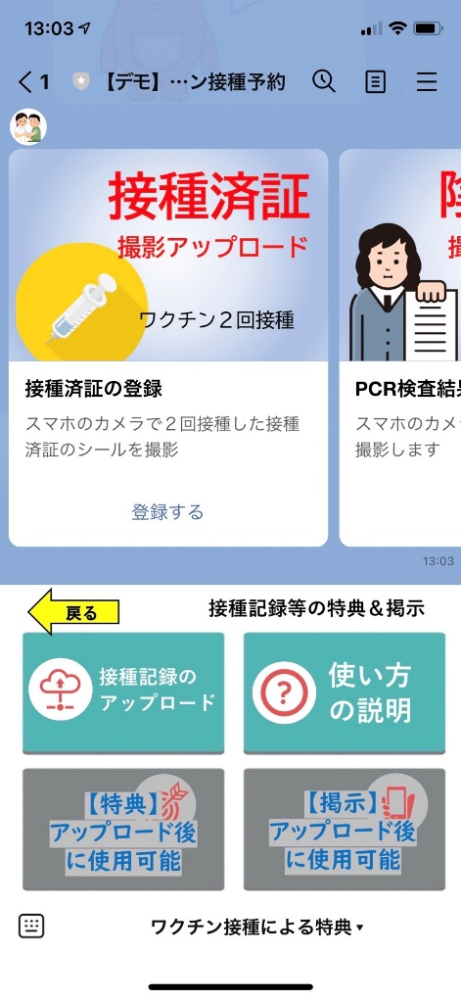 13:03
1
【デモ】…ン接種予約
接種済証
撮影アップロード
ワクチン２回接種
接種済証の登録
スマホのカメラで２回接種した接種
済証のシールを撮影
登録する
PCR検査結
スマホのカメ
撮影します
13:03
戻る
接種記録等の特典＆掲示
接種記録の
アップロード
使い方
の説明
【特典】
アップロード後
に使用可能
【掲示】
アップロード後
に使用可能
ワクチン接種による特典▾